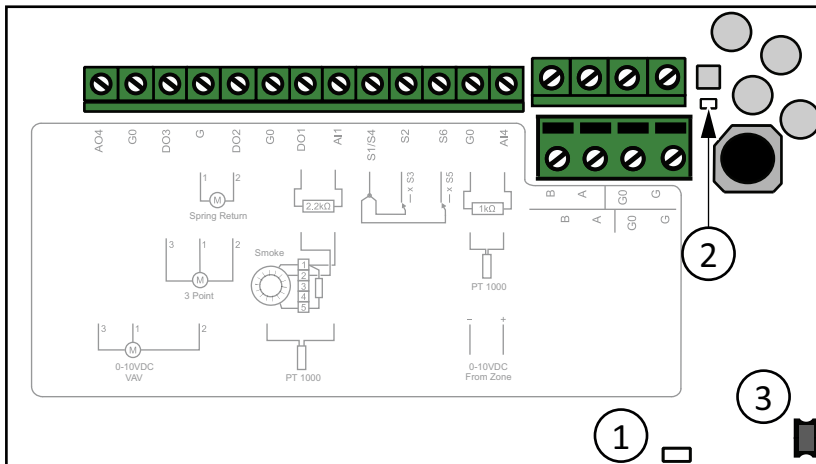 AO4 G0 DO3 G DO2 G0 DO1 AI1 S1/S4 S2 S6 G0 AI4
B A G0 G
B A G0 G
1 2
M
Spring Return
2,2kΩ
x S3
x S5
1kΩ
3 1 2
M
3 Point
Smoke
1
2
3
4
5
PT 1000
3 1 2
M
0-10VDC
VAV
PT 1000
– +
0-10VDC
From Zone
2
3
1